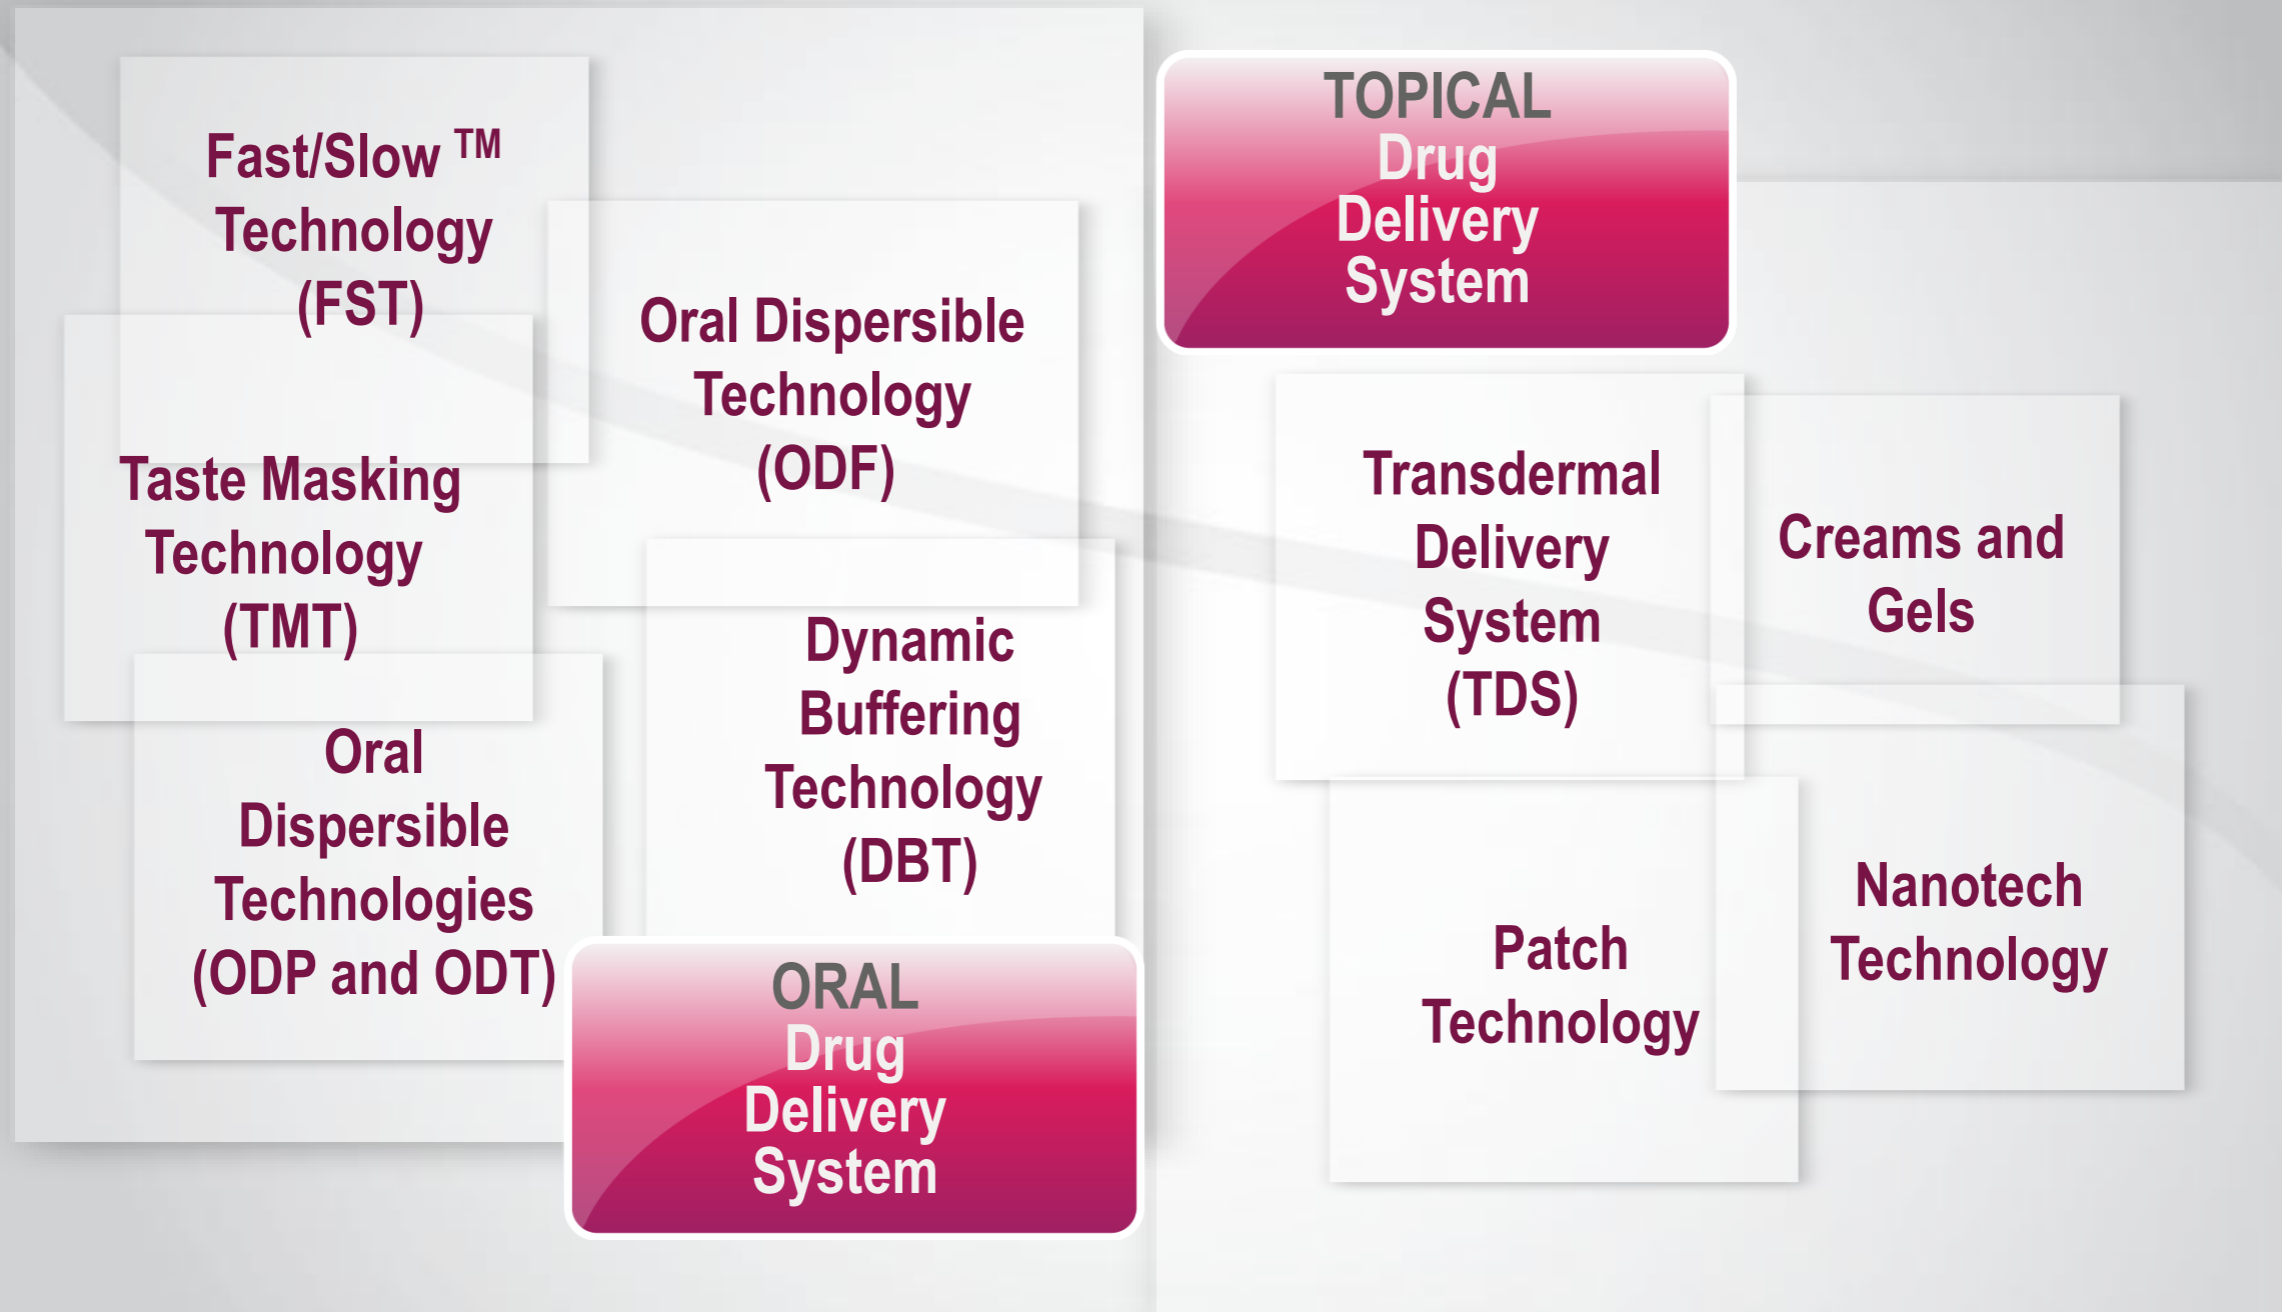 Fast/Slow TM
Technology
(FST)
Oral Dispersible
Technology
(ODF)
Taste Masking
Technology
(TMT)
Dynamic
Buffering
Technology
(DBT)
Oral
Dispersible
Technologies
(ODP and ODT)
ORAL
Drug
Delivery
System
TOPICAL
Drug
Delivery
System
Transdermal
Delivery
System
(TDS)
Creams and
Gels
Patch
Technology
Nanotech
Technology